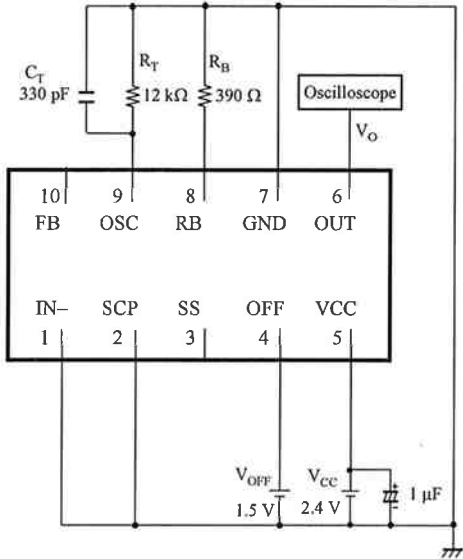 C_T
330 pF
R_T
12 kΩ
R_B
390 Ω
Oscilloscope
V_O
10 9 8 7 6
FB OSC RB GND OUT
IN– SCP SS OFF VCC
1 2 3 4 5
V_OFF
1.5 V
V_CC
2.4 V
+
–
1 μF